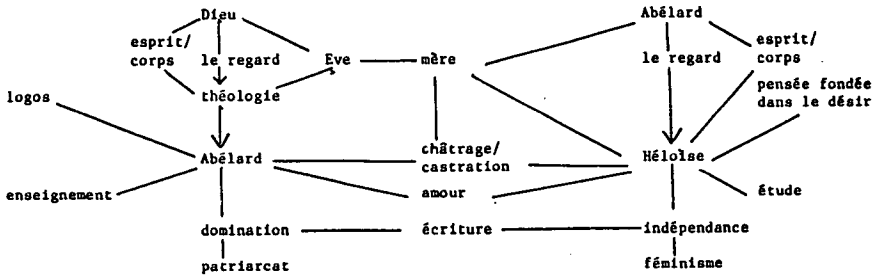 Dieu
Abélard
esprit/
corps
le regard
Eve
mère
le regard
esprit/
corps
logos
théologie
pensée fondée
dans le désir
Abélard
châtrage/
castration
Héloïse
enseignement
amour
étude
domination
écriture
indépendance
patriarcat
féminisme